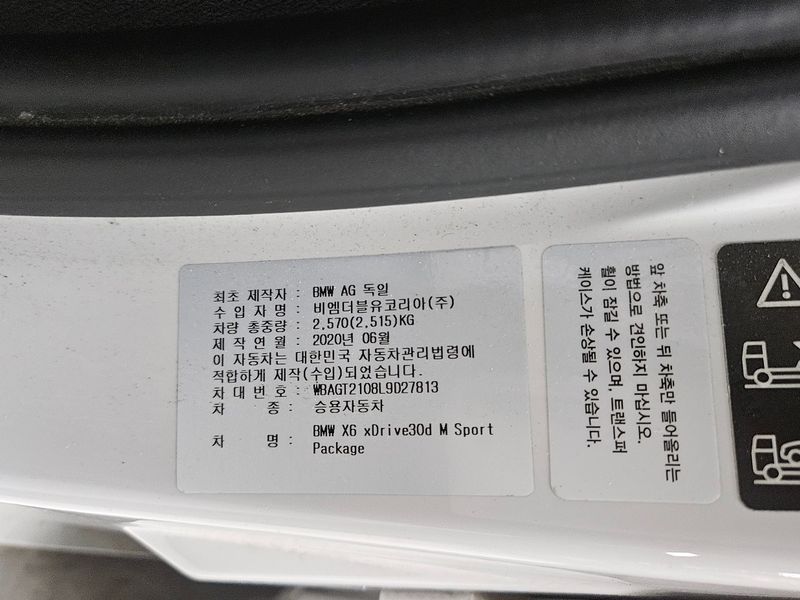 최초 제작자 : BMW AG 독일
수 입 자 명 : 비엠더블유코리아(주)
차량 총중량 : 2,570(2,515)KG
제 작 연 월 : 2020년 06월
이 자동차는 대한민국 자동차관리법령에
적합하게 제작(수입)되었습니다.
차 대 번 호 : WBAGT2108L9D27813
차 종 : 승용자동차
차 명 : BMW X6 xDrive30d M Sport
Package
앞 차축 또는 뒤 차축만 들어올리는
방법으로 견인하지 마십시오.
휠이 잠길 수 있으며, 트랜스퍼
케이스가 손상될 수 있습니다.